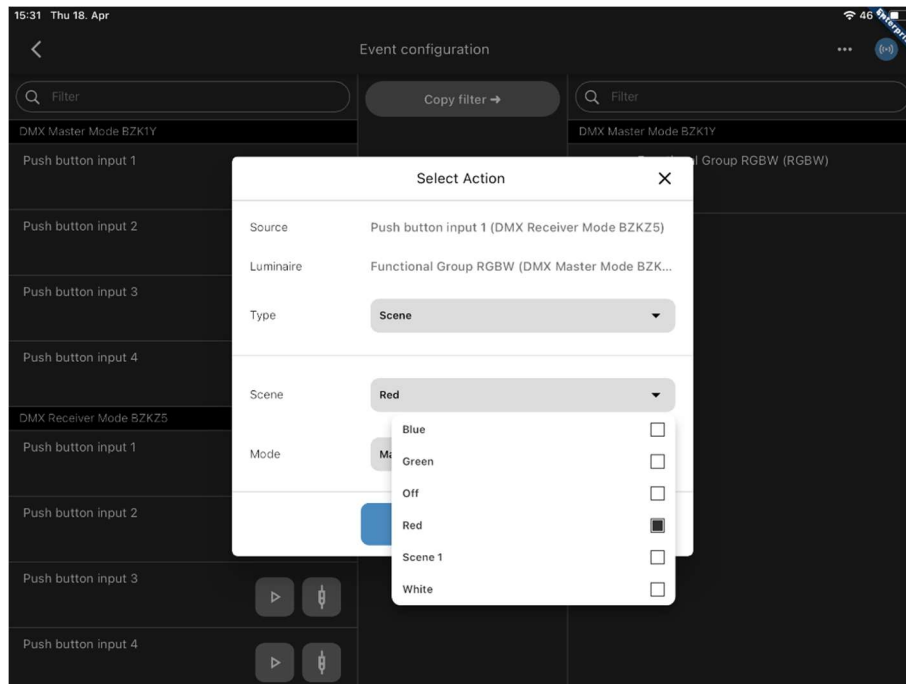 15:31 Thu 18. Apr
46
Enterpri
Event configuration
Filter
Copy filter →
Filter
DMX Master Mode BZK1Y
DMX Master Mode BZK1Y
Push button input 1
Group RGBW (RGBW)
Push button input 2
Push button input 3
Push button input 4
DMX Receiver Mode BZKZ5
Push button input 1
Push button input 2
Push button input 3
Push button input 4
Select Action
Source Push button input 1 (DMX Receiver Mode BZKZ5)
Luminaire Functional Group RGBW (DMX Master Mode BZK...
Type Scene
Scene Red
Mode Ma
Blue
Green
Off
Red
Scene 1
White